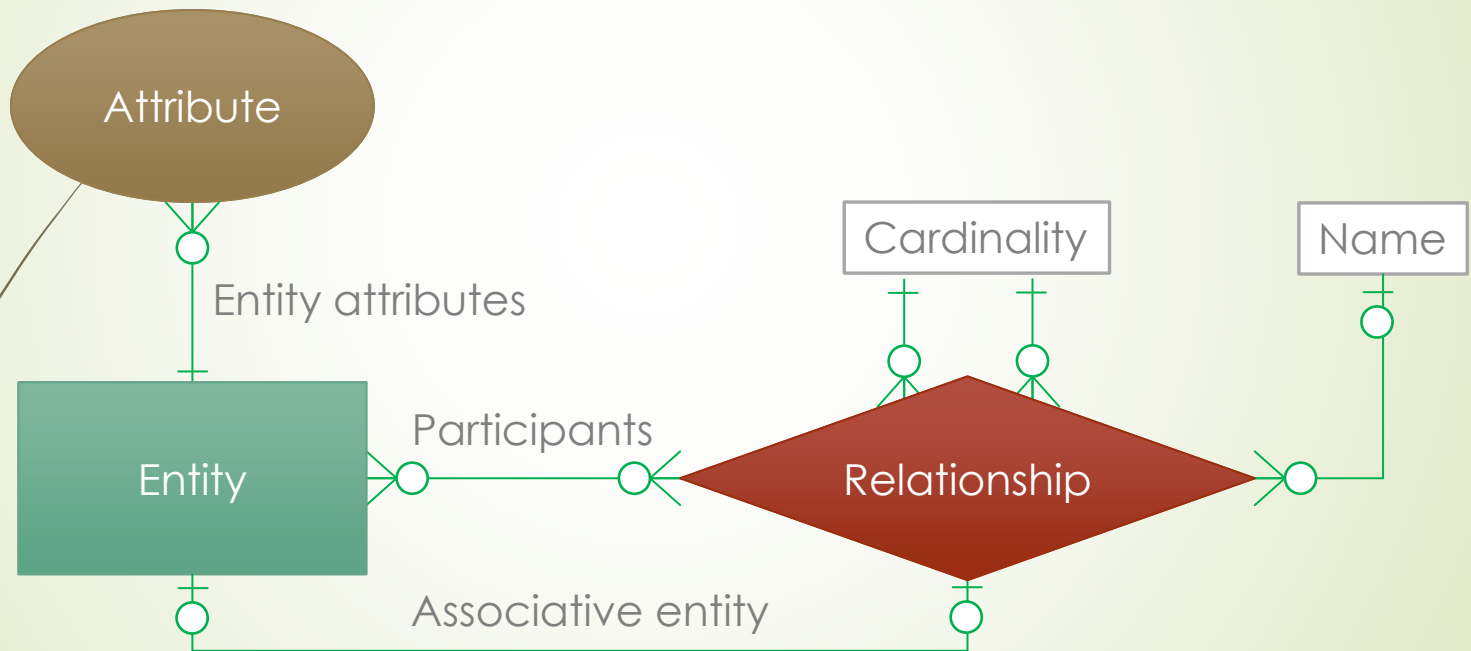 Attribute
Cardinality
Name
Entity attributes
Participants
Entity
Relationship
Associative entity